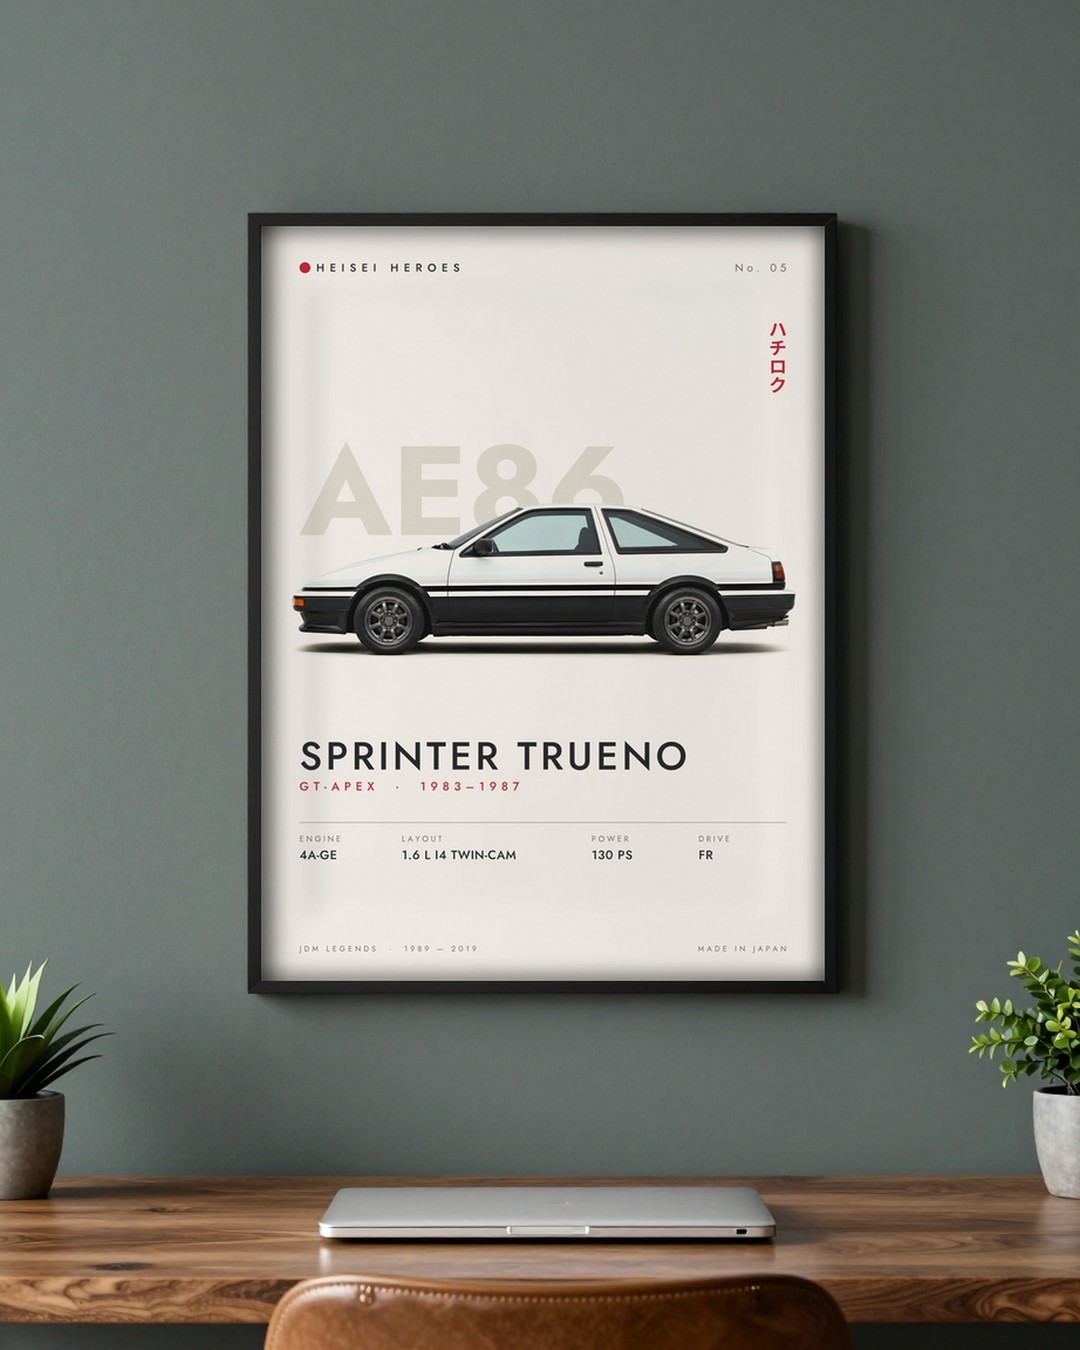 HEISEI HEROES
No. 05
ハチロク
AE86
SPRINTER TRUENO
GT-APEX · 1983–1987
ENGINE LAYOUT POWER DRIVE
4A-GE 1.6 L I4 TWIN-CAM 130 PS FR
JDM LEGENDS · 1989 — 2019
MADE IN JAPAN